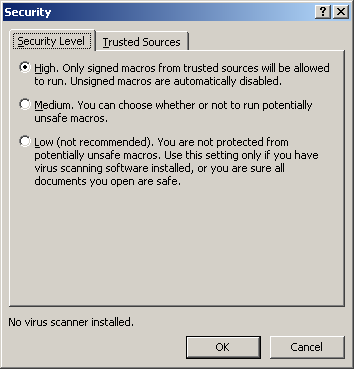 Security
Security Level
Trusted Sources
High. Only signed macros from trusted sources will be allowed
to run. Unsigned macros are automatically disabled.
Medium. You can choose whether or not to run potentially
unsafe macros.
Low (not recommended). You are not protected from
potentially unsafe macros. Use this setting only if you have
virus scanning software installed, or you are sure all
documents you open are safe.
No virus scanner installed.
OK
Cancel